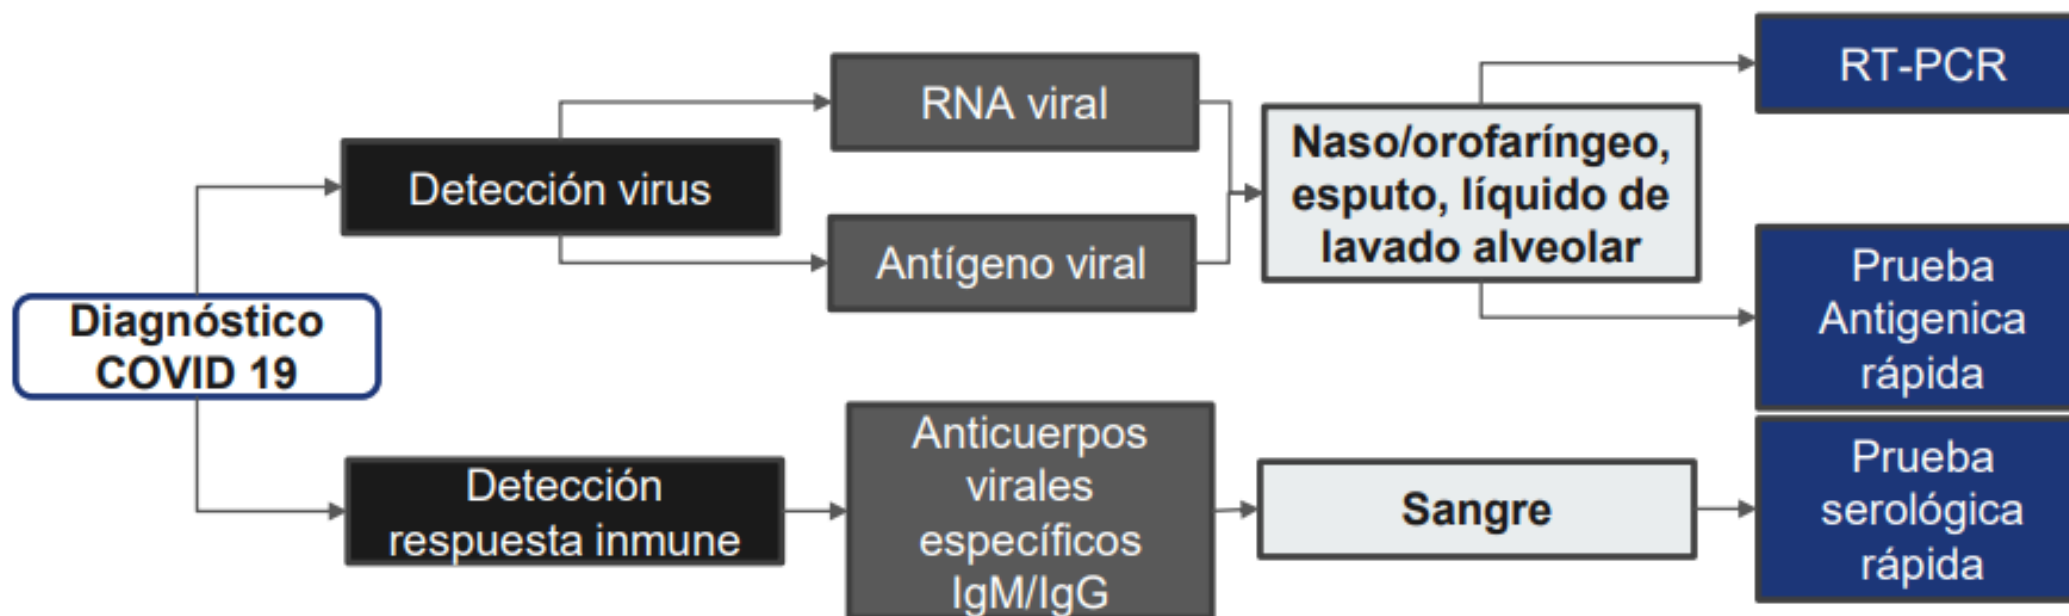 Diagnóstico
COVID 19
Detección virus
RNA viral
Antígeno viral
Naso/orofaríngeo,
esputo, líquido de
lavado alveolar
RT-PCR
Prueba
Antigenica
rápida
Detección
respuesta inmune
Anticuerpos
virales
específicos
IgM/IgG
Sangre
Prueba
serológica
rápida